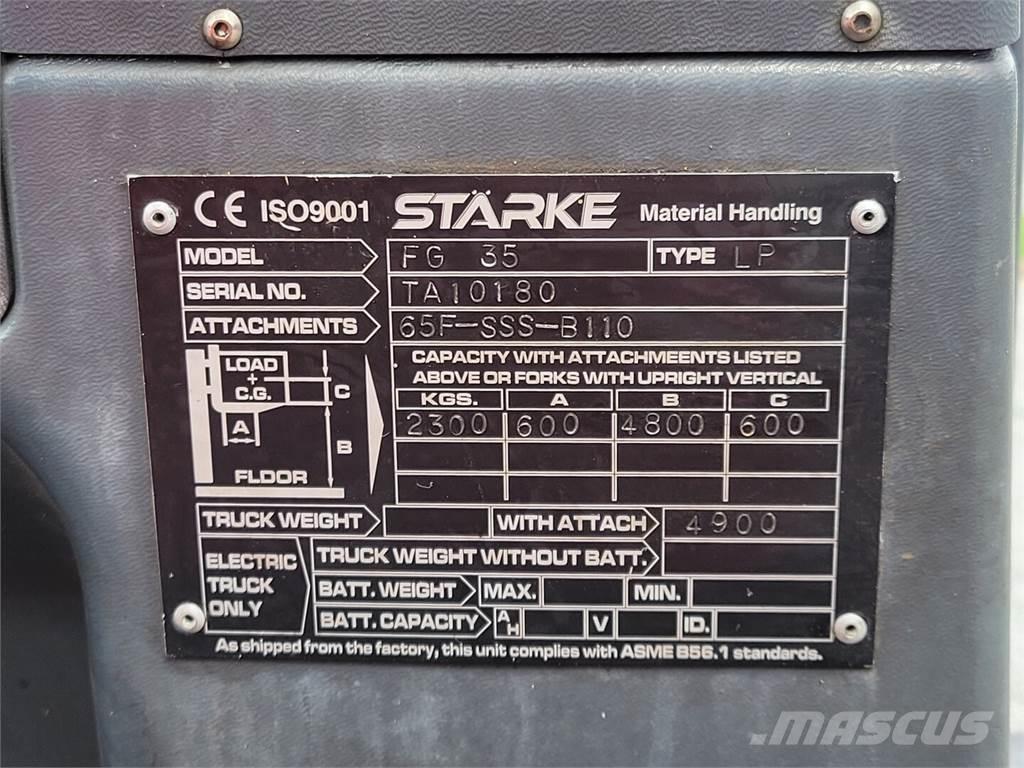 CE ISO9001 STÄRKE Material Handling
MODEL FG 35 TYPE LP
SERIAL NO. TA10180
ATTACHMENTS 65F-SSS-B110
LOAD
C.G.
A
B
C
FLDOR
CAPACITY WITH ATTACHMEENTS LISTED
ABOVE OR FORKS WITH UPRIGHT VERTICAL
KGS. A B C
2300 600 4800 600
TRUCK WEIGHT WITH ATTACH 4900
ELECTRIC
TRUCK
ONLY
TRUCK WEIGHT WITHOUT BATT.
BATT. WEIGHT MAX. MIN.
BATT. CAPACITY AH V ID.
As shipped from the factory, this unit complies with ASME B56.1 standards.
MASCUS